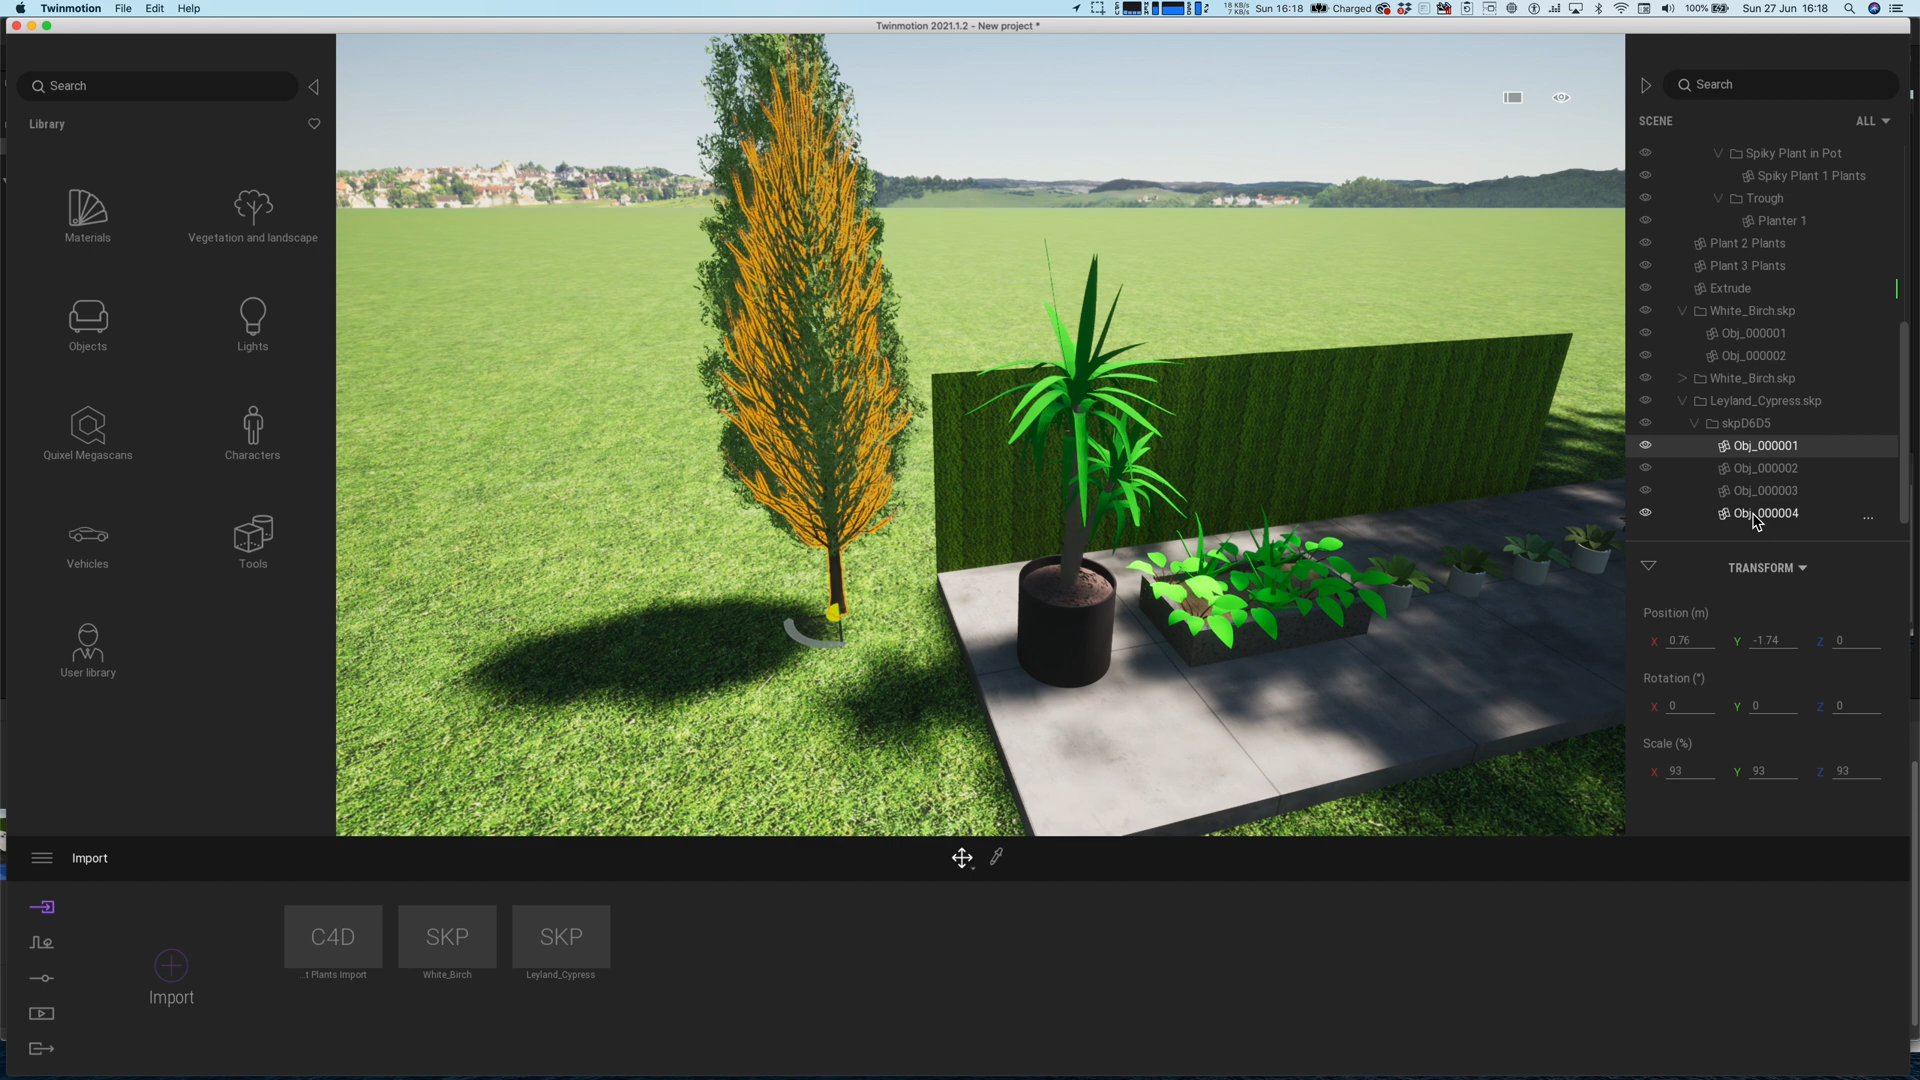 Twinmotion File Edit Help
18 KB/s
7 KB/s
Sun 16:18 Charged 100% Sun 27 Jun 16:18
Twinmotion 2021.1.2 - New project *
Search
Library
Materials
Vegetation and landscape
Objects
Lights
Quixel Megascans
Characters
Vehicles
Tools
User library
Search
SCENE ALL
Spiky Plant in Pot
Spiky Plant 1 Plants
Trough
Planter 1
Plant 2 Plants
Plant 3 Plants
Extrude
White_Birch.skp
Obj_000001
Obj_000002
White_Birch.skp
Leyland_Cypress.skp
skpD6D5
Obj_000001
Obj_000002
Obj_000003
Obj_000004 ...
TRANSFORM
Position (m)
X 0.76 Y -1.74 Z 0
Rotation (°)
X 0 Y 0 Z 0
Scale (%)
X 93 Y 93 Z 93
Import
Import
C4D
...t Plants Import
SKP
White_Birch
SKP
Leyland_Cypress